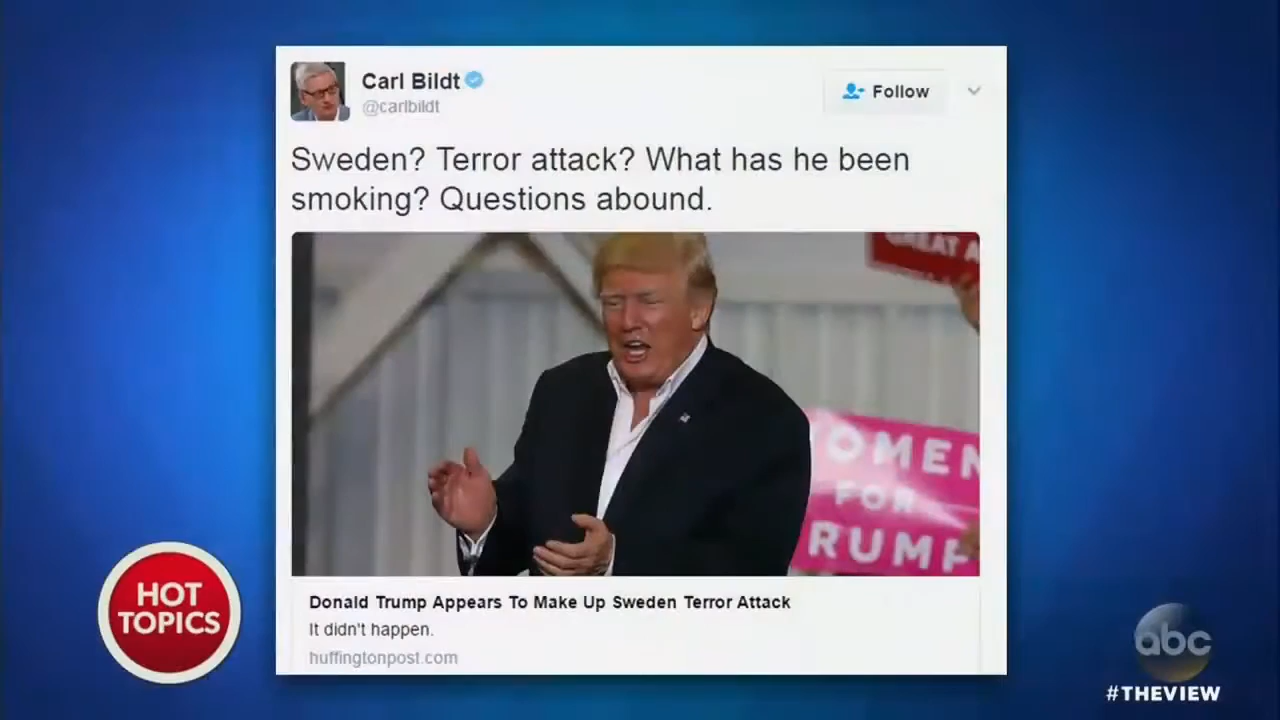 Carl Bildt
@carlbildt
Follow
Sweden? Terror attack? What has he been
smoking? Questions abound.
GREAT A
OMEN
FOR
RUMP
Donald Trump Appears To Make Up Sweden Terror Attack
It didn't happen.
huffingtonpost.com
HOT
TOPICS
abc
#THEVIEW